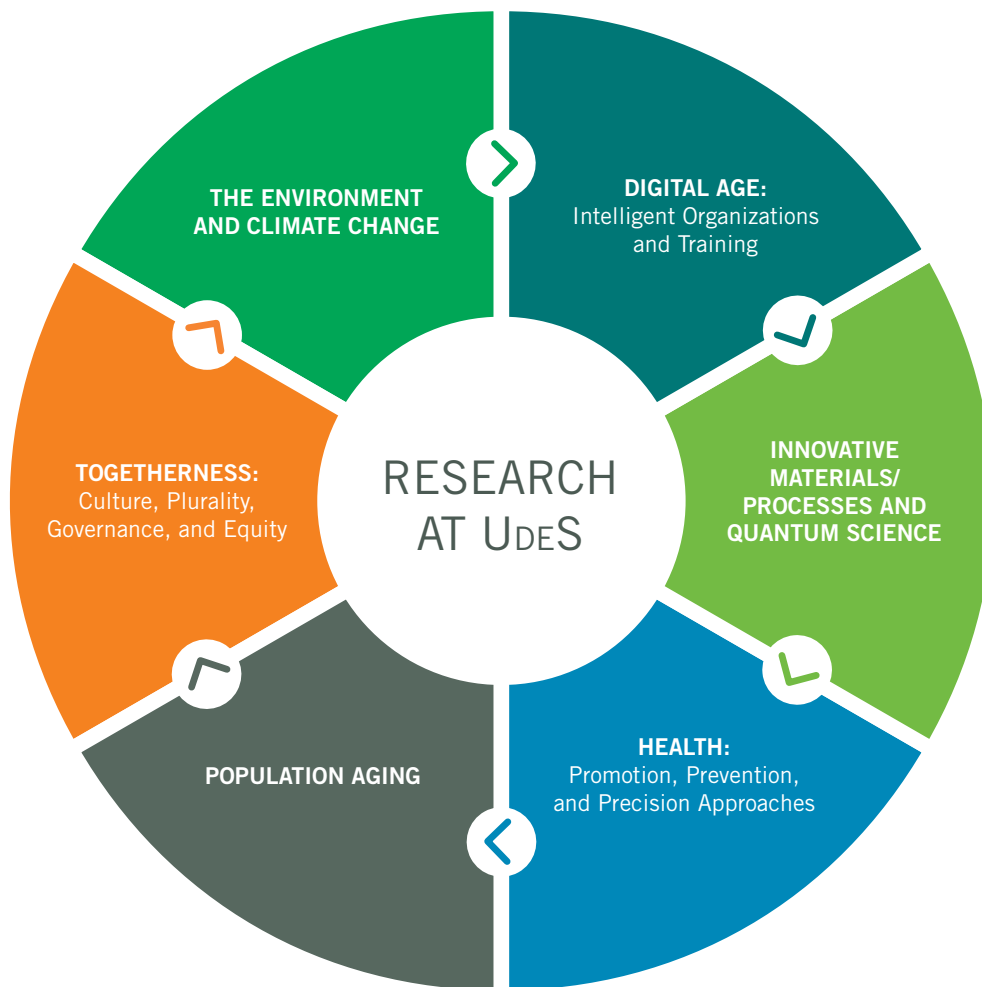 THE ENVIRONMENT
AND CLIMATE CHANGE
DIGITAL AGE:
Intelligent Organizations
and Training
TOGETHERNESS:
Culture, Plurality,
Governance, and Equity
RESEARCH
AT UDES
INNOVATIVE
MATERIALS/
PROCESSES AND
QUANTUM SCIENCE
POPULATION AGING
HEALTH:
Promotion, Prevention,
and Precision Approaches